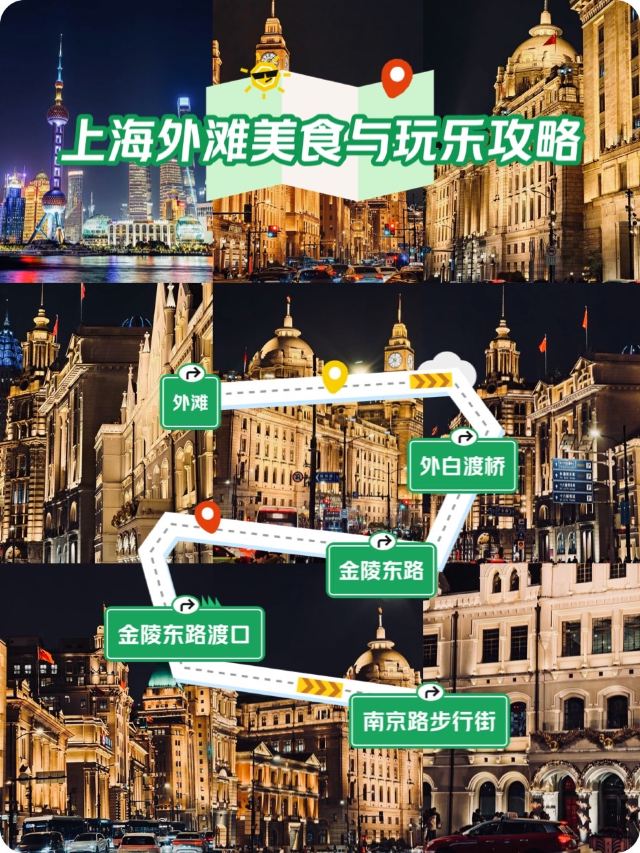 上海外滩美食与玩乐攻略
外滩
外白渡桥
金陵东路
金陵东路渡口
南京路步行街